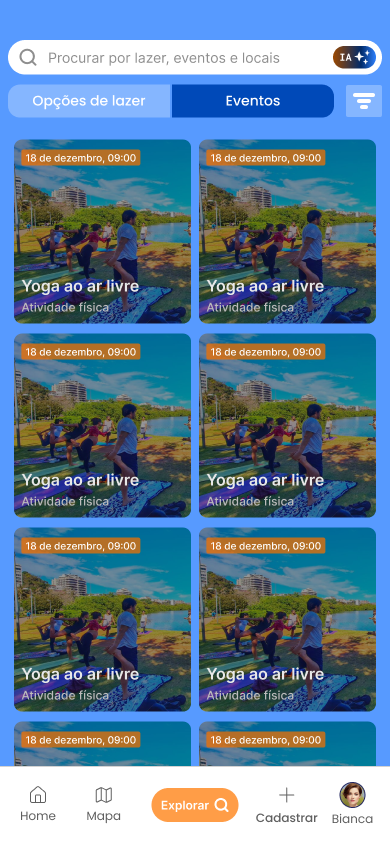 Procurar por lazer, eventos e locais
IA
Opções de lazer
Eventos
18 de dezembro, 09:00
Yoga ao ar livre
Atividade física
18 de dezembro, 09:00
Yoga ao ar livre
Atividade física
18 de dezembro, 09:00
Yoga ao ar livre
Atividade física
18 de dezembro, 09:00
Yoga ao ar livre
Atividade física
18 de dezembro, 09:00
Yoga ao ar livre
Atividade física
18 de dezembro, 09:00
Yoga ao ar livre
Atividade física
18 de dezembro, 09:00
18 de dezembro, 09:00
Home
Mapa
Explorar
Cadastrar
Bianca